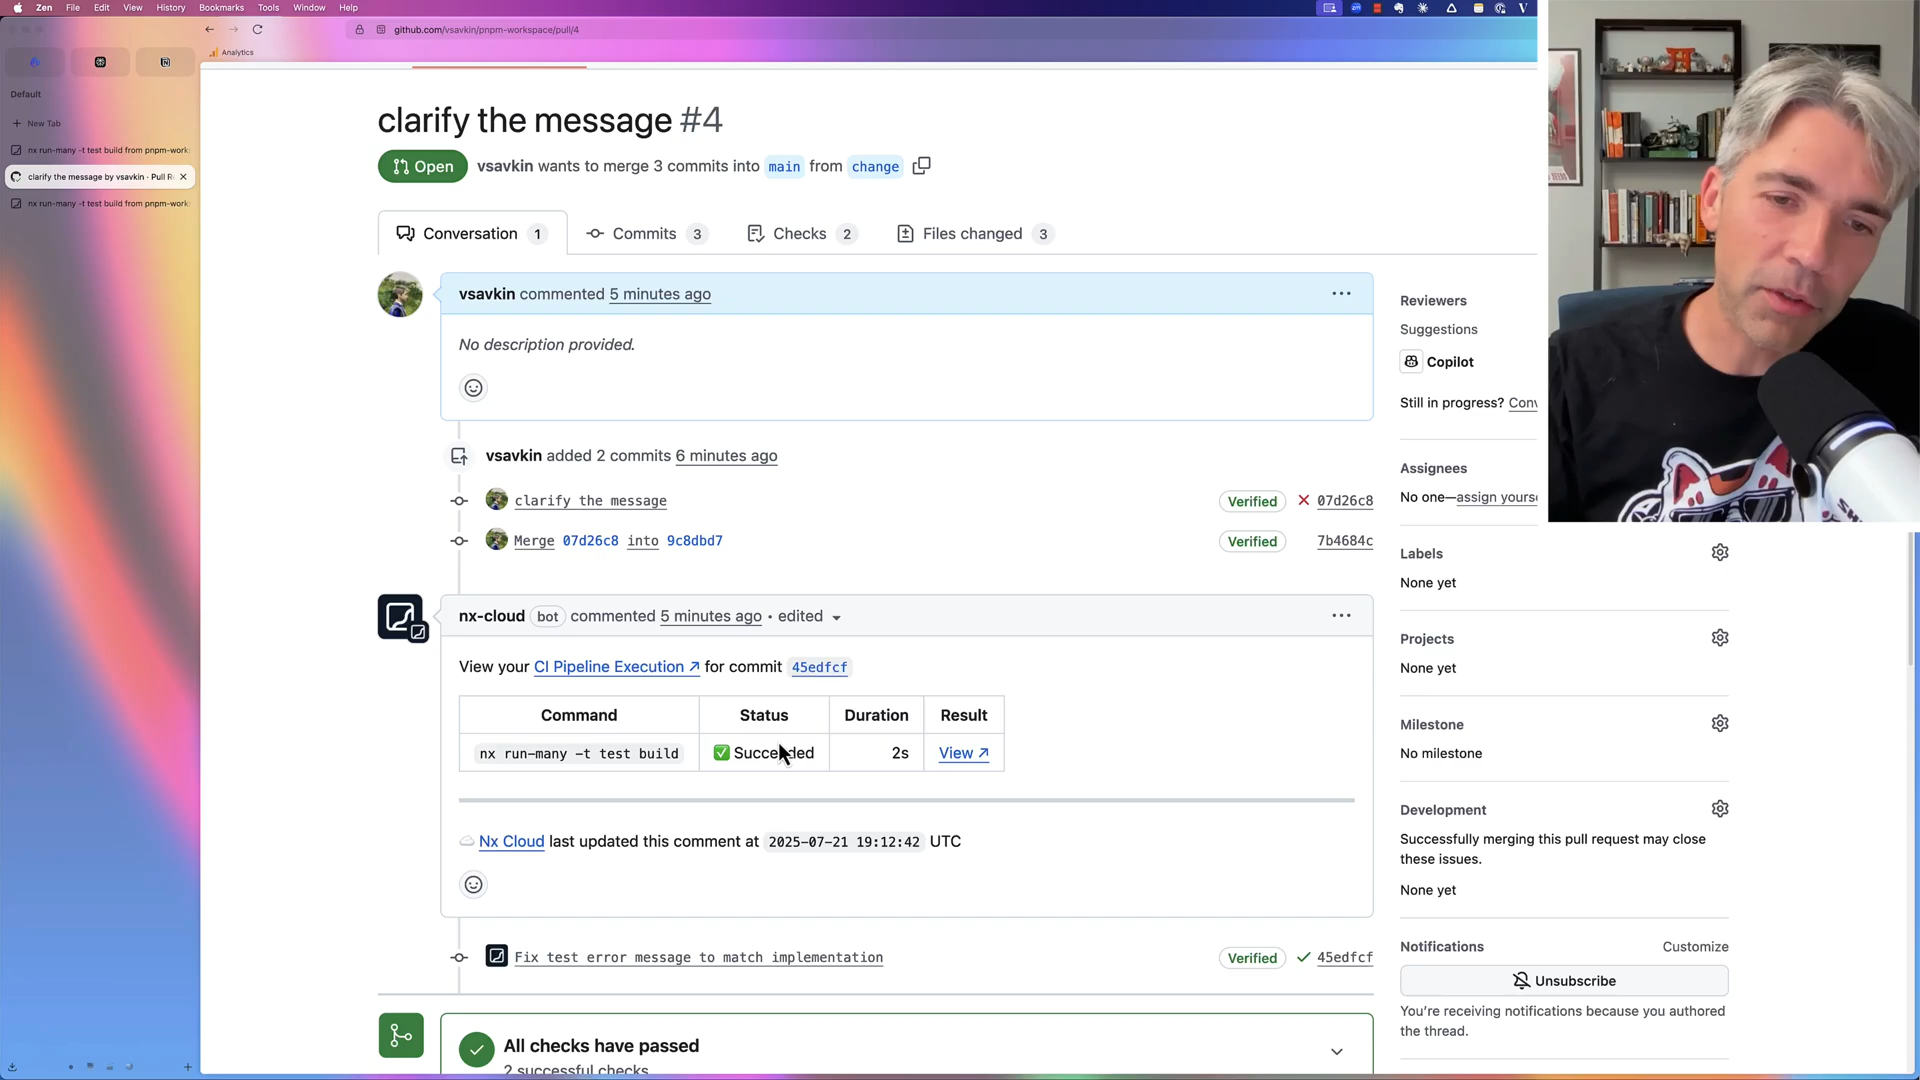 Zen File Edit View History Bookmarks Tools Window Help
github.com/vsavkin/pnpm-workspace/pull/4
Analytics
Default
New Tab
nx run-many -t test build from pnpm-work
clarify the message by vsavkin · Pull R
nx run-many -t test build from pnpm-work
clarify the message #4
Open vsavkin wants to merge 3 commits into main from change
Conversation 1 Commits 3 Checks 2 Files changed 3
vsavkin commented 5 minutes ago
No description provided.
vsavkin added 2 commits 6 minutes ago
clarify the message Verified 07d26c8
Merge 07d26c8 into 9c8dbd7 Verified 7b4684c
nx-cloud bot commented 5 minutes ago • edited
View your CI Pipeline Execution ↗ for commit 45edfcf
Command Status Duration Result
nx run-many -t test build ✅ Succeeded 2s View ↗
☁ Nx Cloud last updated this comment at 2025-07-21 19:12:42 UTC
Fix test error message to match implementation Verified 45edfcf
All checks have passed
2 successful checks
Reviewers
Suggestions
Copilot
Still in progress? Conv
Assignees
No one—assign yourse
Labels
None yet
Projects
None yet
Milestone
No milestone
Development
Successfully merging this pull request may close
these issues.
None yet
Notifications Customize
Unsubscribe
You're receiving notifications because you authored
the thread.